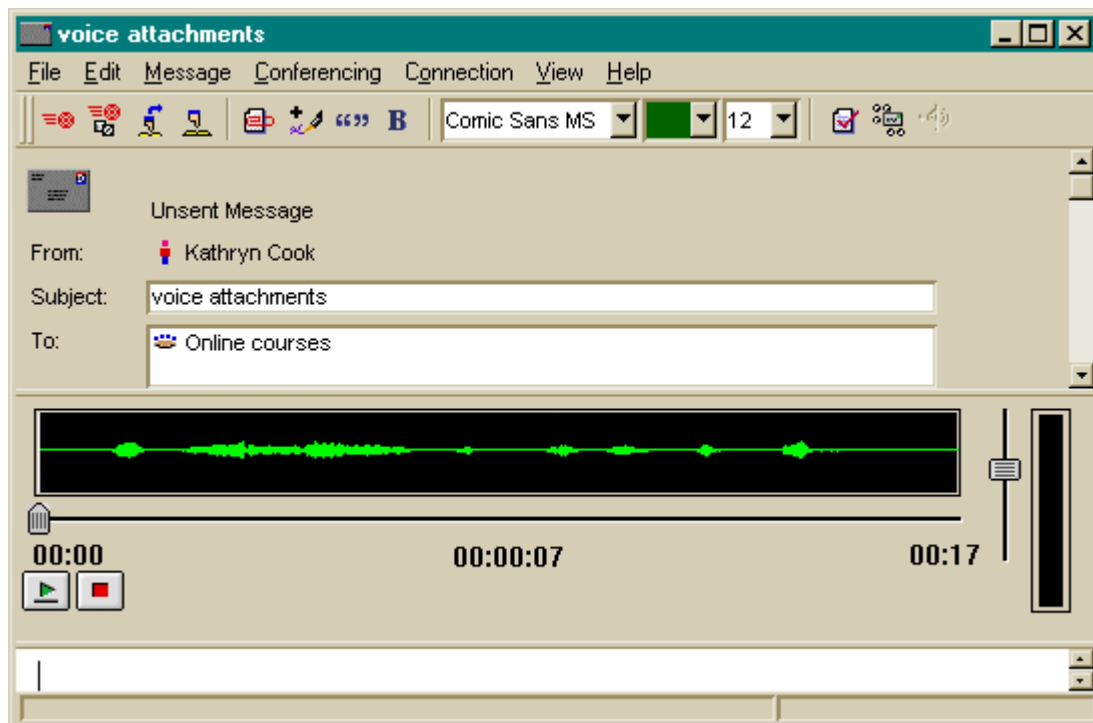 voice attachments
File Edit Message Conferencing Connection View Help
“” B Comic Sans MS 12
Unsent Message
From: Kathryn Cook
Subject: voice attachments
To: Online courses
00:00 00:00:07 00:17